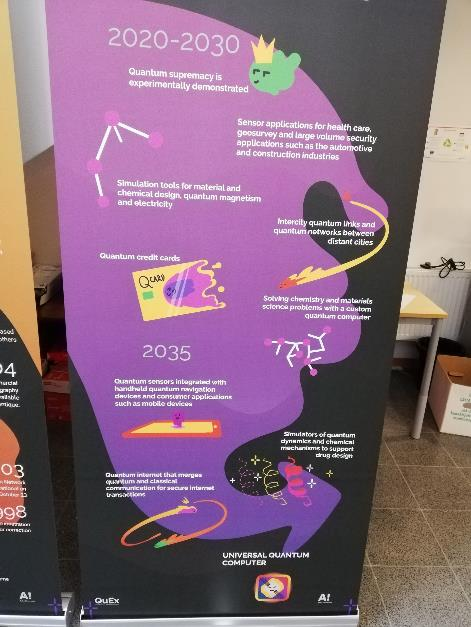 2020-2030
Quantum supremacy is
experimentally demonstrated
Sensor applications for health care,
geosurvey and large volume security
applications such as the automotive
and construction industries
Simulation tools for material and
chemical design, quantum magnetism
and electricity
Intercity quantum links and
quantum networks between
distant cities
Quantum credit cards
QCARD
Solving chemistry and materials
science problems with a custom
quantum computer
2035
Quantum sensors integrated with
handheld quantum navigation
devices and consumer applications
such as mobile devices
Simulators of quantum
dynamics and chemical
mechanisms to support
drug design
Quantum internet that merges
quantum and classical
communication for secure internet
transactions
UNIVERSAL QUANTUM
COMPUTER
QuEx
A!
A!